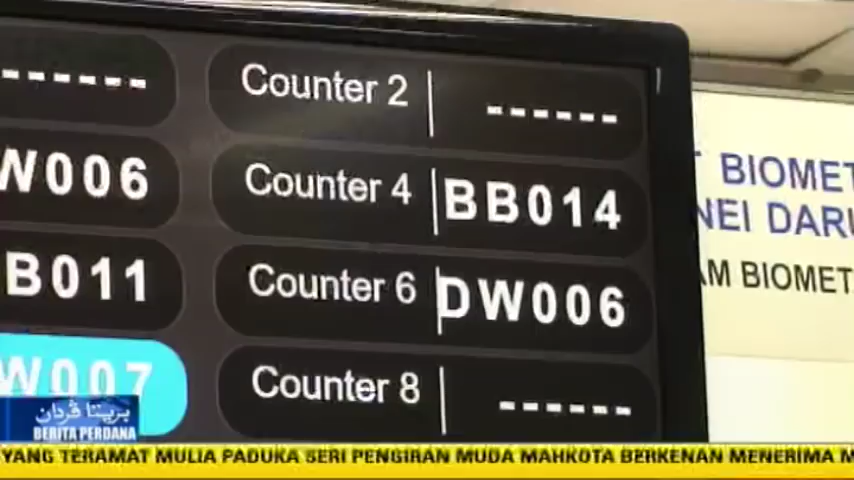 ------ Counter 2 ------
W006 Counter 4 BB014
B011 Counter 6 DW006
W007 Counter 8 ------
BIOMET
NEI DARU
AM BIOMET
بريتا ڤردان
BERITA PERDANA
YANG TERAMAT MULIA PADUKA SERI PENGIRAN MUDA MAHKOTA BERKENAN MENERIMA M